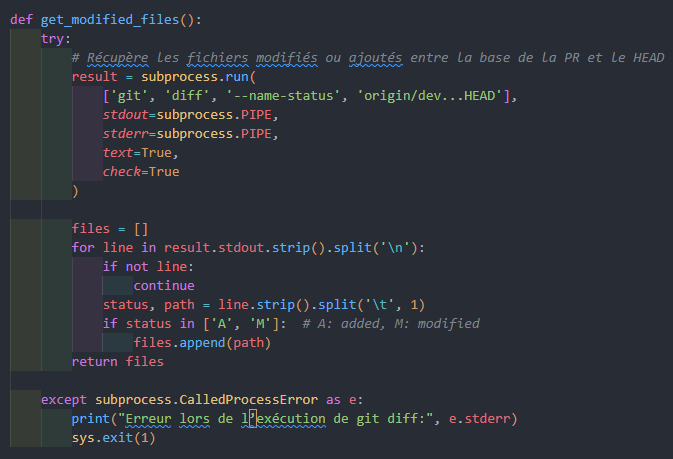 def get_modified_files():
    try:
        # Récupère les fichiers modifiés ou ajoutés entre la base de la PR et le HEAD
        result = subprocess.run(
            ['git', 'diff', '--name-status', 'origin/dev...HEAD'],
            stdout=subprocess.PIPE,
            stderr=subprocess.PIPE,
            text=True,
            check=True
        )

        files = []
        for line in result.stdout.strip().split('\n'):
            if not line:
                continue
            status, path = line.strip().split('\t', 1)
            if status in ['A', 'M']:  # A: added, M: modified
                files.append(path)
        return files

    except subprocess.CalledProcessError as e:
        print("Erreur lors de l’exécution de git diff:", e.stderr)
        sys.exit(1)